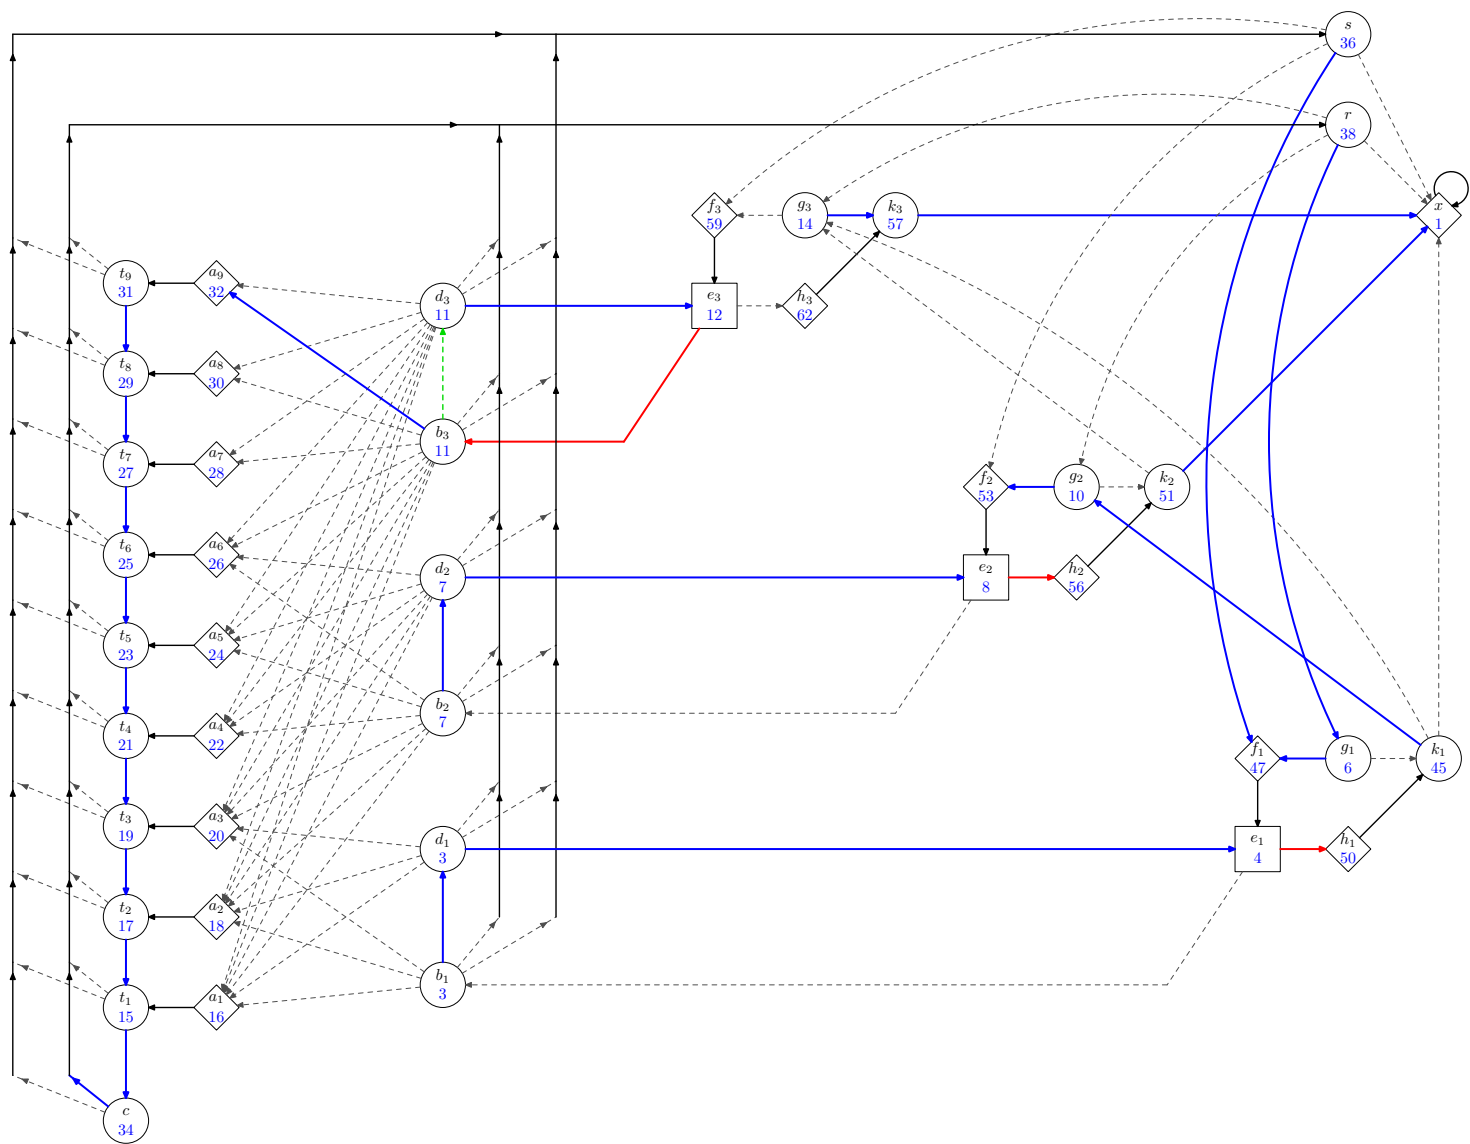 s
36
r
38
f₃
59
g₃
14
k₃
57
x
1
t₉
31
a₉
32
d₃
11
e₃
12
h₃
62
t₈
29
a₈
30
b₃
11
t₇
27
a₇
28
f₂
53
g₂
10
k₂
51
t₆
25
a₆
26
d₂
7
e₂
8
h₂
56
t₅
23
a₅
24
b₂
7
t₄
21
a₄
22
f₁
47
g₁
6
k₁
45
t₃
19
a₃
20
d₁
3
e₁
4
h₁
50
t₂
17
a₂
18
b₁
3
t₁
15
a₁
16
c
34